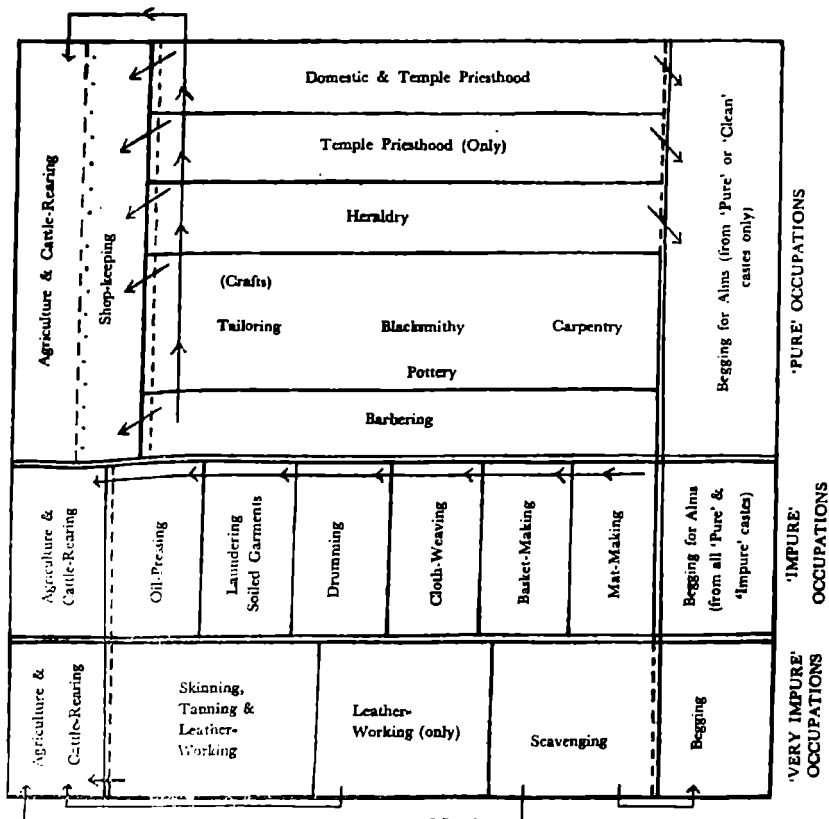 Domestic & Temple Priesthood
Temple Priesthood (Only)
Heraldry
(Crafts)
Tailoring Blacksmithy Carpentry
Pottery
Barbering
Agriculture & Cattle-Rearing
Shop-keeping
Begging for Alms (from 'Pure' or 'Clean'
castes only)
'PURE' OCCUPATIONS
Agriculture &
Cattle-Rearing
Oil-Pressing
Laundering
Soiled Garments
Drumming
Cloth-Weaving
Basket-Making
Mat-Making
Begging for Alms
(from all 'Pure' &
'Impure' castes)
'IMPURE'
OCCUPATIONS
Agriculture &
Cattle-Rearing
Skinning,
Tanning &
Leather-
Working
Leather-
Working (only)
Scavenging
Begging
'VERY IMPURE'
OCCUPATIONS